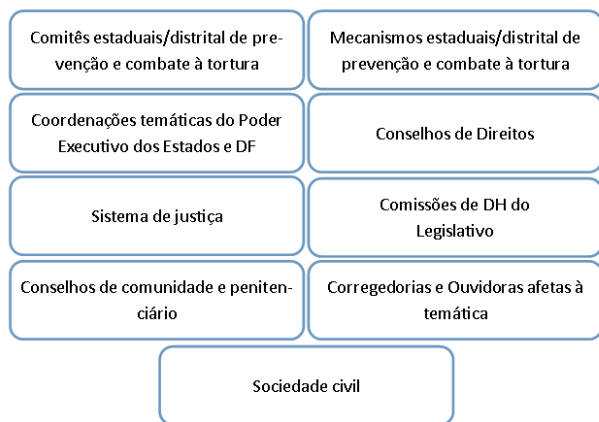 Comitês estaduais/distrital de pre-
venção e combate à tortura
Mecanismos estaduais/distrital de
prevenção e combate à tortura
Coordenações temáticas do Poder
Executivo dos Estados e DF
Conselhos de Direitos
Sistema de justiça
Comissões de DH do
Legislativo
Conselhos de comunidade e peniten-
ciário
Corregedorias e Ouvidoras afetas à
temática
Sociedade civil